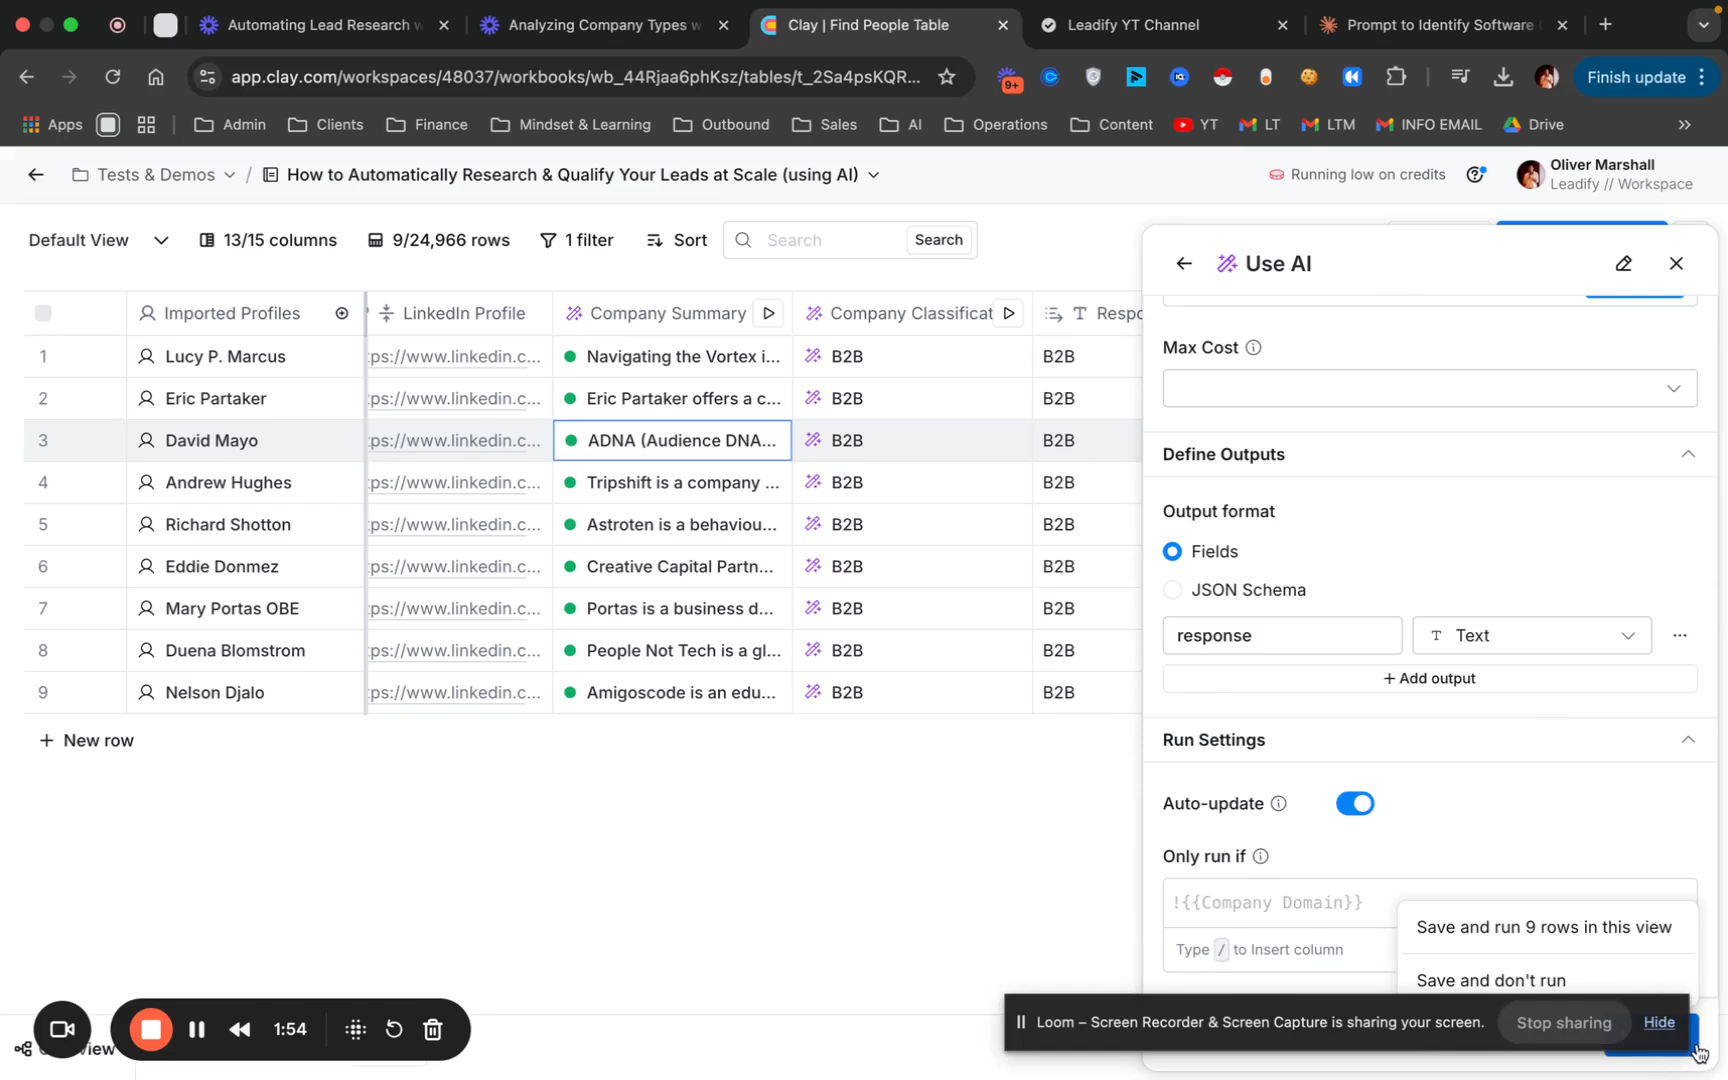 Automating Lead Research w
Analyzing Company Types w
Clay | Find People Table
Leadify YT Channel
Prompt to Identify Software
app.clay.com/workspaces/48037/workbooks/wb_44Rjaa6phKsz/tables/t_2Sa4psKQR...
9+
Finish update
Apps
Admin
Clients
Finance
Mindset & Learning
Outbound
Sales
AI
Operations
Content
YT
LT
LTM
INFO EMAIL
Drive
Tests & Demos
/
How to Automatically Research & Qualify Your Leads at Scale (using AI)
Running low on credits
Oliver Marshall
Leadify // Workspace
Default View
13/15 columns
9/24,966 rows
1 filter
Sort
Search
Search
Imported Profiles
LinkedIn Profile
Company Summary
Company Classificat
Respo
1 Lucy P. Marcus tps://www.linkedin.c... Navigating the Vortex i... B2B B2B
2 Eric Partaker tps://www.linkedin.c... Eric Partaker offers a c... B2B B2B
3 David Mayo tps://www.linkedin.c... ADNA (Audience DNA... B2B B2B
4 Andrew Hughes tps://www.linkedin.c... Tripshift is a company ... B2B B2B
5 Richard Shotton tps://www.linkedin.c... Astroten is a behaviou... B2B B2B
6 Eddie Donmez tps://www.linkedin.c... Creative Capital Partn... B2B B2B
7 Mary Portas OBE tps://www.linkedin.c... Portas is a business d... B2B B2B
8 Duena Blomstrom tps://www.linkedin.c... People Not Tech is a gl... B2B B2B
9 Nelson Djalo tps://www.linkedin.c... Amigoscode is an edu... B2B B2B
+ New row
Use AI
Max Cost
Define Outputs
Output format
Fields
JSON Schema
response
T Text
+ Add output
Run Settings
Auto-update
Only run if
!{{Company Domain}}
Type / to Insert column
Save and run 9 rows in this view
Save and don't run
1:54
Loom – Screen Recorder & Screen Capture is sharing your screen.
Stop sharing
Hide